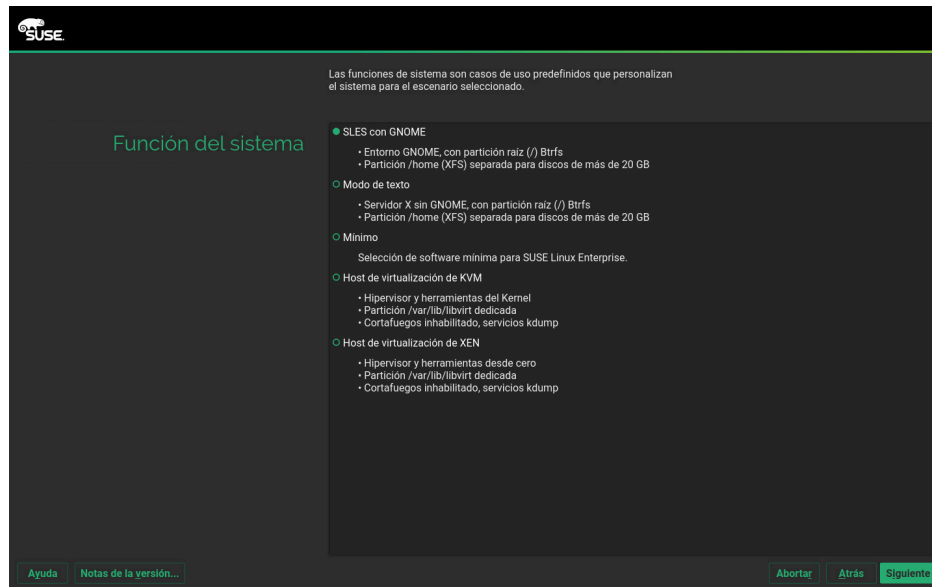 SUSE.
Las funciones de sistema son casos de uso predefinidos que personalizan
el sistema para el escenario seleccionado.
Función del sistema
SLES con GNOME
• Entorno GNOME, con partición raíz (/) Btrfs
• Partición /home (XFS) separada para discos de más de 20 GB
Modo de texto
• Servidor X sin GNOME, con partición raíz (/) Btrfs
• Partición /home (XFS) separada para discos de más de 20 GB
Mínimo
Selección de software mínima para SUSE Linux Enterprise.
Host de virtualización de KVM
• Hipervisor y herramientas del Kernel
• Partición /var/lib/libvirt dedicada
• Cortafuegos inhabilitado, servicios kdump
Host de virtualización de XEN
• Hipervisor y herramientas desde cero
• Partición /var/lib/libvirt dedicada
• Cortafuegos inhabilitado, servicios kdump
Ayuda Notas de la versión... Abortar Atrás Siguiente